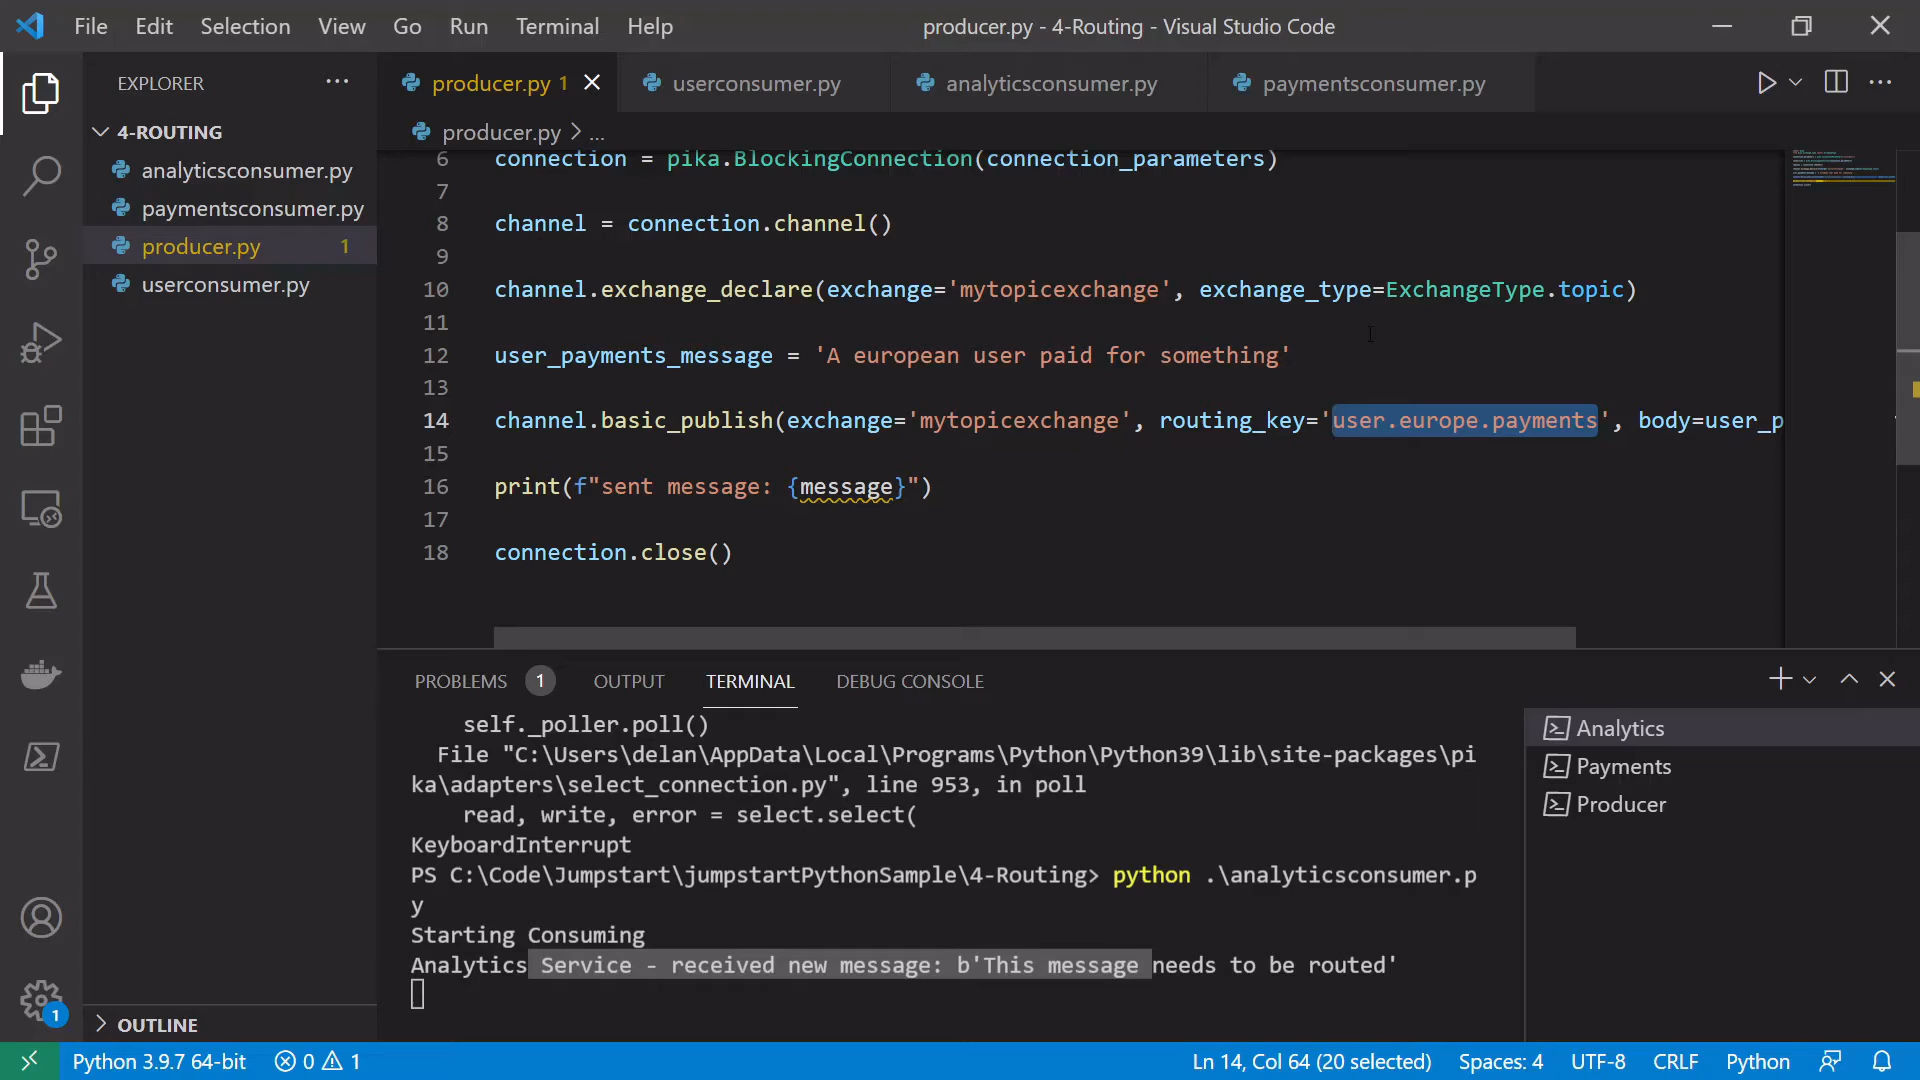 File Edit Selection View Go Run Terminal Help
producer.py - 4-Routing - Visual Studio Code
EXPLORER
4-ROUTING
analyticsconsumer.py
paymentsconsumer.py
producer.py 1
userconsumer.py
OUTLINE
producer.py 1
userconsumer.py
analyticsconsumer.py
paymentsconsumer.py
producer.py > ...
6 connection = pika.BlockingConnection(connection_parameters)
7
8 channel = connection.channel()
9
10 channel.exchange_declare(exchange='mytopicexchange', exchange_type=ExchangeType.topic)
11
12 user_payments_message = 'A european user paid for something'
13
14 channel.basic_publish(exchange='mytopicexchange', routing_key='user.europe.payments', body=user_p
15
16 print(f"sent message: {message}")
17
18 connection.close()
PROBLEMS 1 OUTPUT TERMINAL DEBUG CONSOLE
self._poller.poll()
File "C:\Users\delan\AppData\Local\Programs\Python\Python39\lib\site-packages\pi
ka\adapters\select_connection.py", line 953, in poll
read, write, error = select.select(
KeyboardInterrupt
PS C:\Code\Jumpstart\jumpstartPythonSample\4-Routing> python .\analyticsconsumer.p
y
Starting Consuming
Analytics Service - received new message: b'This message needs to be routed'
Analytics
Payments
Producer
1
Python 3.9.7 64-bit 0 1
Ln 14, Col 64 (20 selected) Spaces: 4 UTF-8 CRLF Python